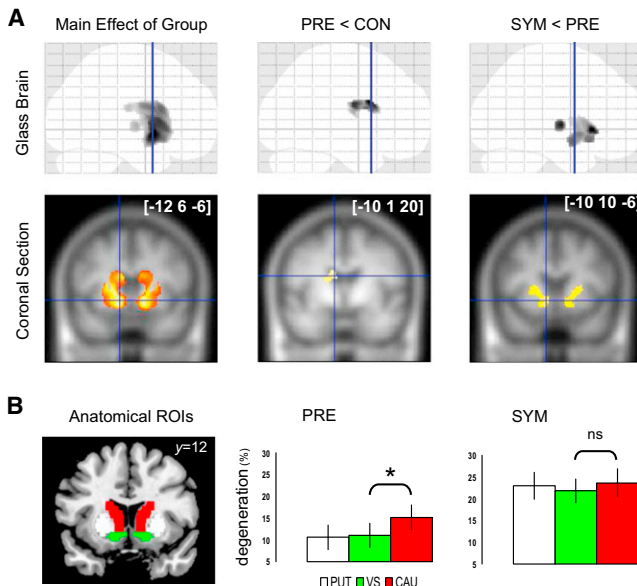 A
Main Effect of Group
PRE < CON
SYM < PRE
Glass Brain
Coronal Section
[-12 6 -6]
[-10 1 20]
[-10 10 -6]
B
Anatomical ROIs
PRE
SYM
y=12
degeneration (%)
30
25
20
15
10
5
*
30
25
20
15
10
5
ns
PUT VS CAU